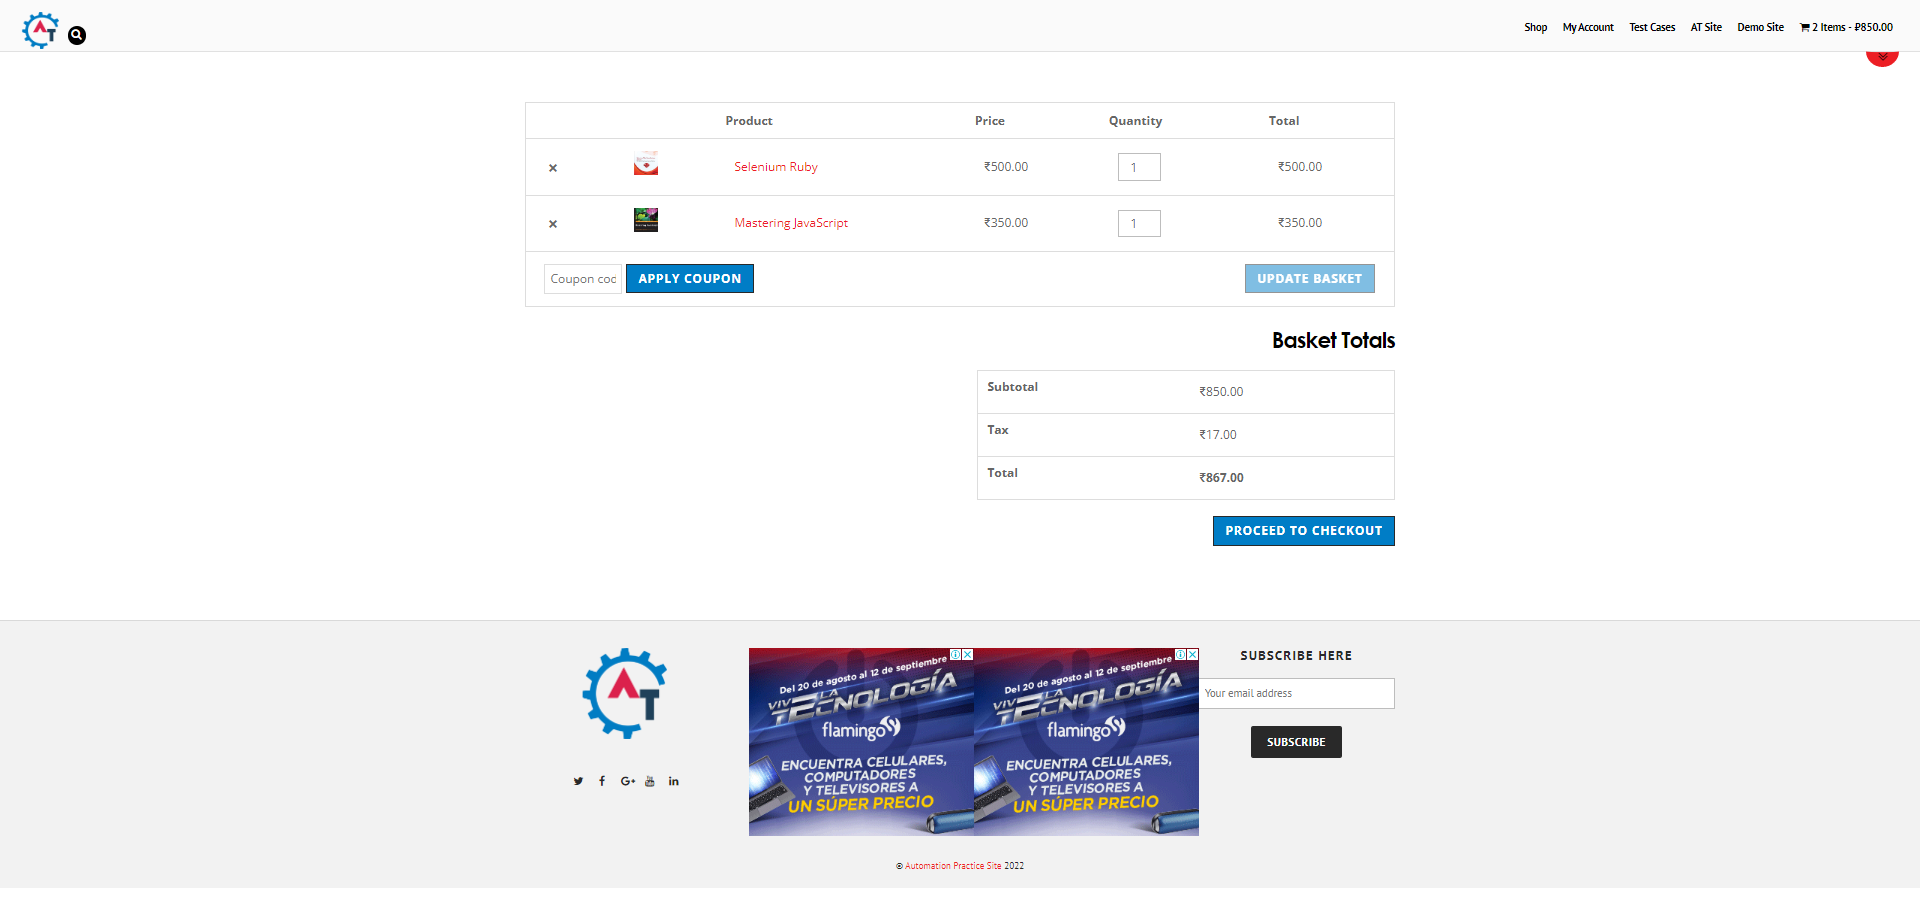 AT
Shop My Account Test Cases AT Site Demo Site 2 Items - ₽850.00
Product Price Quantity Total
× Selenium Ruby ₹500.00 1 ₹500.00
× Mastering JavaScript ₹350.00 1 ₹350.00
Coupon cod APPLY COUPON UPDATE BASKET
Basket Totals
Subtotal ₹850.00
Tax ₹17.00
Total ₹867.00
PROCEED TO CHECKOUT
AT
Del 20 de agosto al 12 de septiembre
VIVE LA
TECNOLOGÍA
flamingo
ENCUENTRA CELULARES,
COMPUTADORES
Y TELEVISORES A
UN SÚPER PRECIO
Del 20 de agosto al 12 de septiembre
VIVE LA
TECNOLOGÍA
flamingo
ENCUENTRA CELULARES,
COMPUTADORES
Y TELEVISORES A
UN SÚPER PRECIO
SUBSCRIBE HERE
Your email address
SUBSCRIBE
© Automation Practice Site 2022